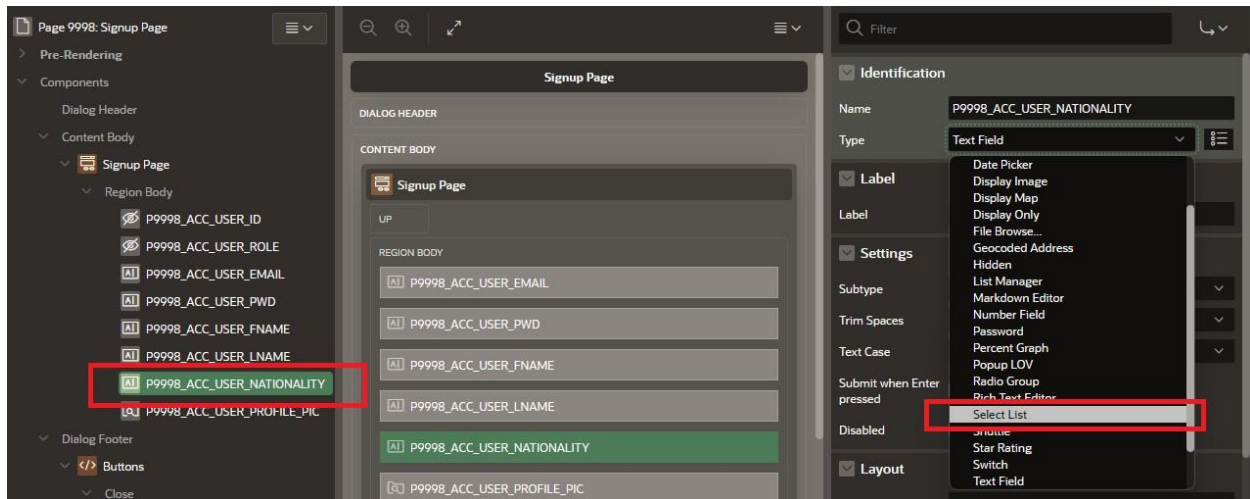 Page 9998: Signup Page
Pre-Rendering
Components
Dialog Header
Content Body
Signup Page
Region Body
P9998_ACC_USER_ID
P9998_ACC_USER_ROLE
P9998_ACC_USER_EMAIL
P9998_ACC_USER_PWD
P9998_ACC_USER_FNAME
P9998_ACC_USER_LNAME
P9998_ACC_USER_NATIONALITY
P9998_ACC_USER_PROFILE_PIC
Dialog Footer
Buttons
Close
Signup Page
DIALOG HEADER
CONTENT BODY
Signup Page
UP
REGION BODY
P9998_ACC_USER_EMAIL
P9998_ACC_USER_PWD
P9998_ACC_USER_FNAME
P9998_ACC_USER_LNAME
P9998_ACC_USER_NATIONALITY
P9998_ACC_USER_PROFILE_PIC
Filter
Identification
Name P9998_ACC_USER_NATIONALITY
Type Text Field
Label
Label
Settings
Subtype
Trim Spaces
Text Case
Submit when Enter
pressed
Disabled
Layout
Date Picker
Display Image
Display Map
Display Only
File Browse...
Geocoded Address
Hidden
List Manager
Markdown Editor
Number Field
Password
Percent Graph
Popup LOV
Radio Group
Rich Text Editor
Select List
Shuttle
Star Rating
Switch
Text Field